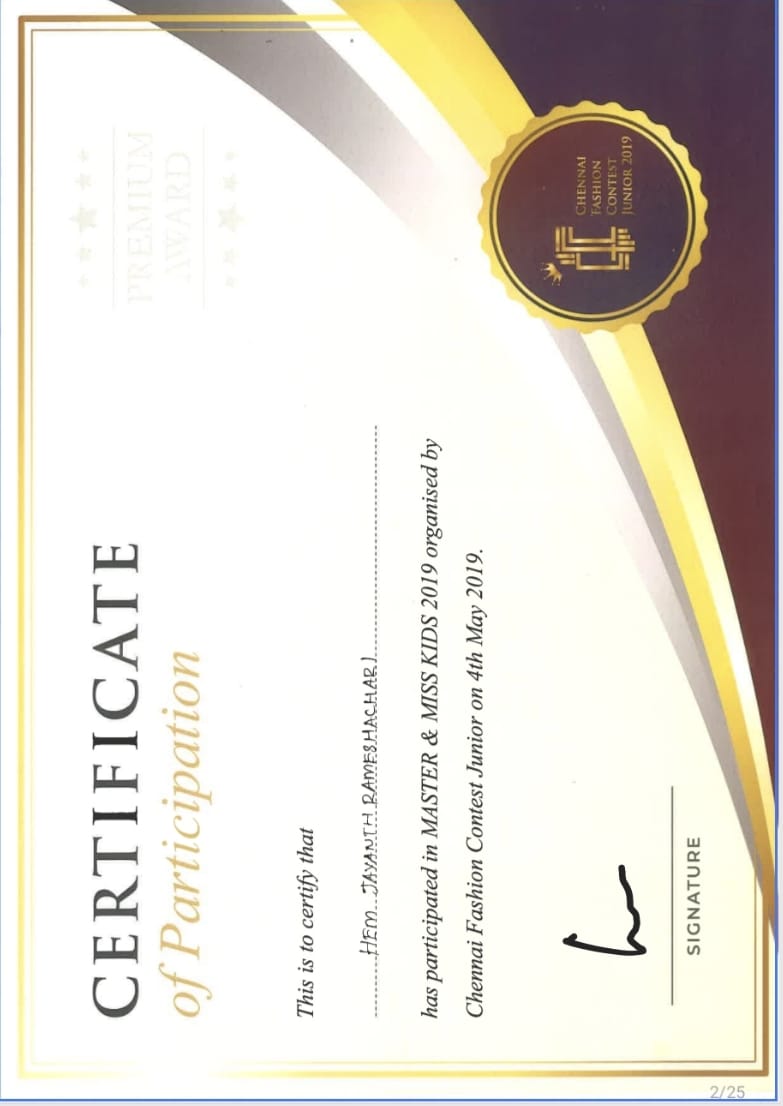 CERTIFICATE
of Participation
PREMIUM
AWARD
This is to certify that
HEM JAYANTH RAMESHACHARI
has participated in MASTER & MISS KIDS 2019 organised by
Chennai Fashion Contest Junior on 4th May 2019.
SIGNATURE
CHENNAI
FASHION
CONTEST
JUNIOR 2019
2/25